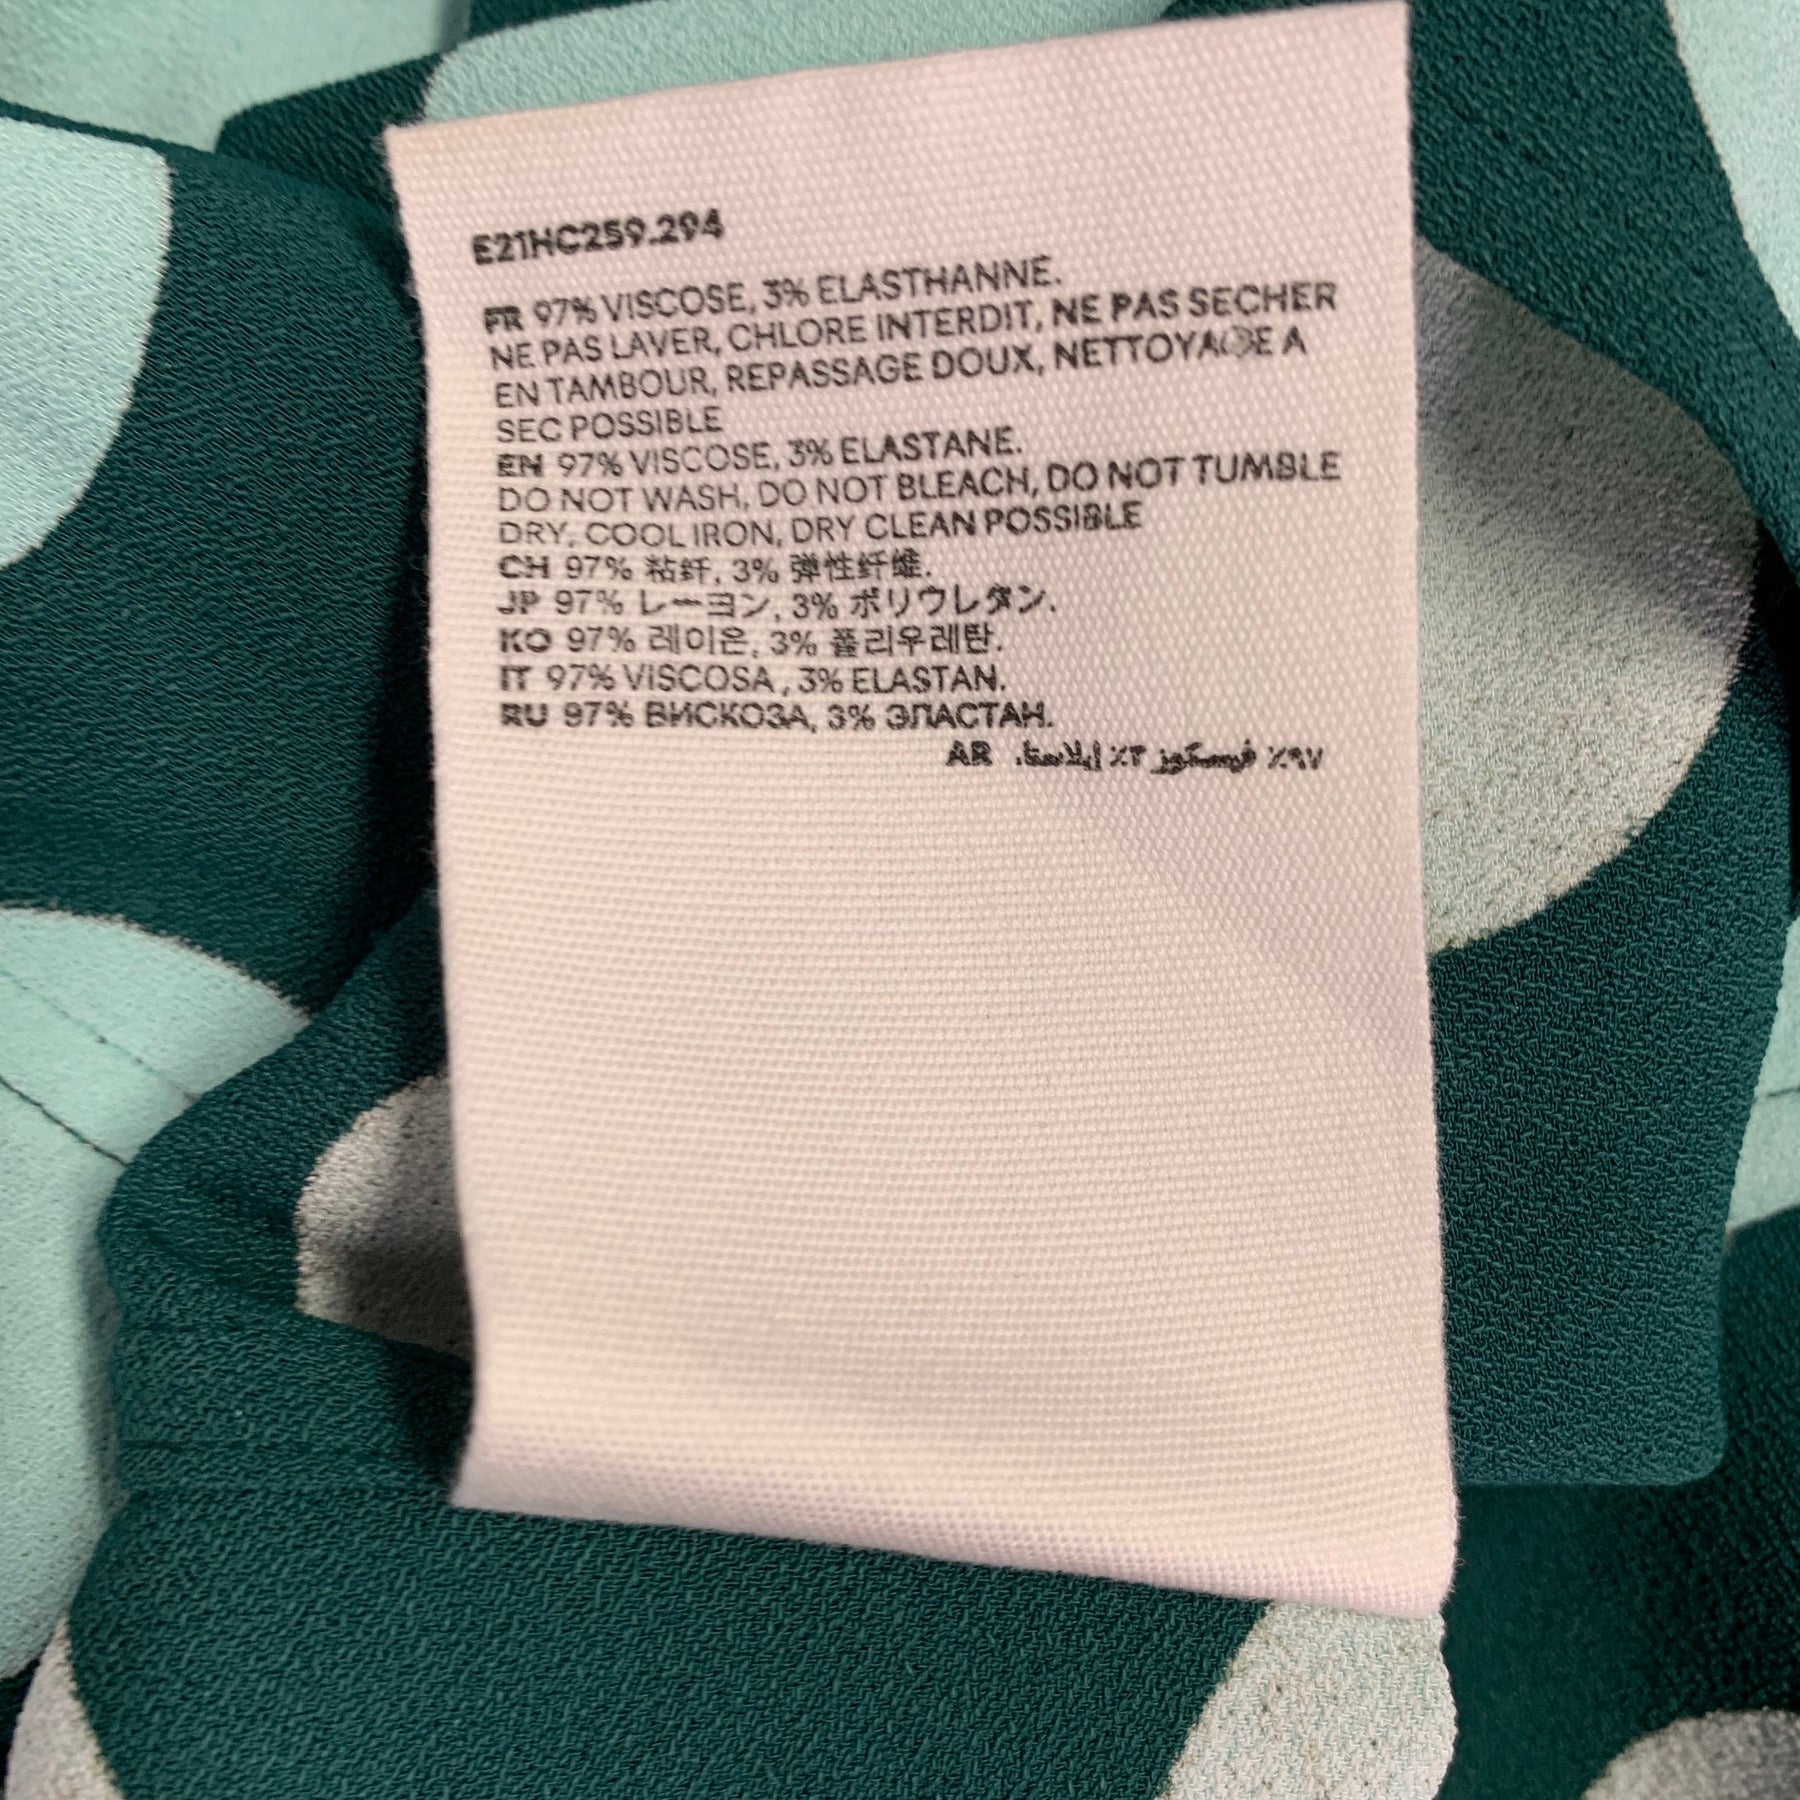 E21HC259.294
FR 97% VISCOSE, 3% ELASTHANNE.
NE PAS LAVER, CHLORE INTERDIT, NE PAS SECHER
EN TAMBOUR, REPASSAGE DOUX, NETTOYAGE A
SEC POSSIBLE
EN 97% VISCOSE, 3% ELASTANE.
DO NOT WASH, DO NOT BLEACH, DO NOT TUMBLE
DRY, COOL IRON, DRY CLEAN POSSIBLE
CH 97% 粘纤, 3% 弹性纤维.
JP 97% レーヨン, 3% ポリウレタン.
KO 97% 레이온, 3% 폴리우레탄.
IT 97% VISCOSA , 3% ELASTAN.
RU 97% ВИСКОЗА, 3% ЭЛАСТАН.
AR ٩٧٪ فسكوز ٣٪ إيلاستا.